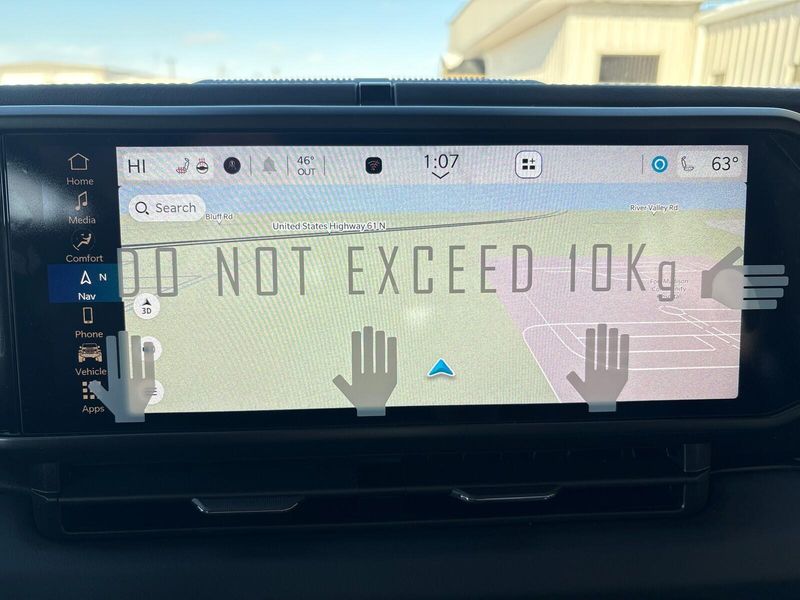 HI
46°
OUT
1:07
63°
Home
Media
Comfort
N
Nav
Phone
Vehicle
Apps
Search
Bluff Rd
United States Highway 61 N
River Valley Rd
DO NOT EXCEED 10Kg
3D